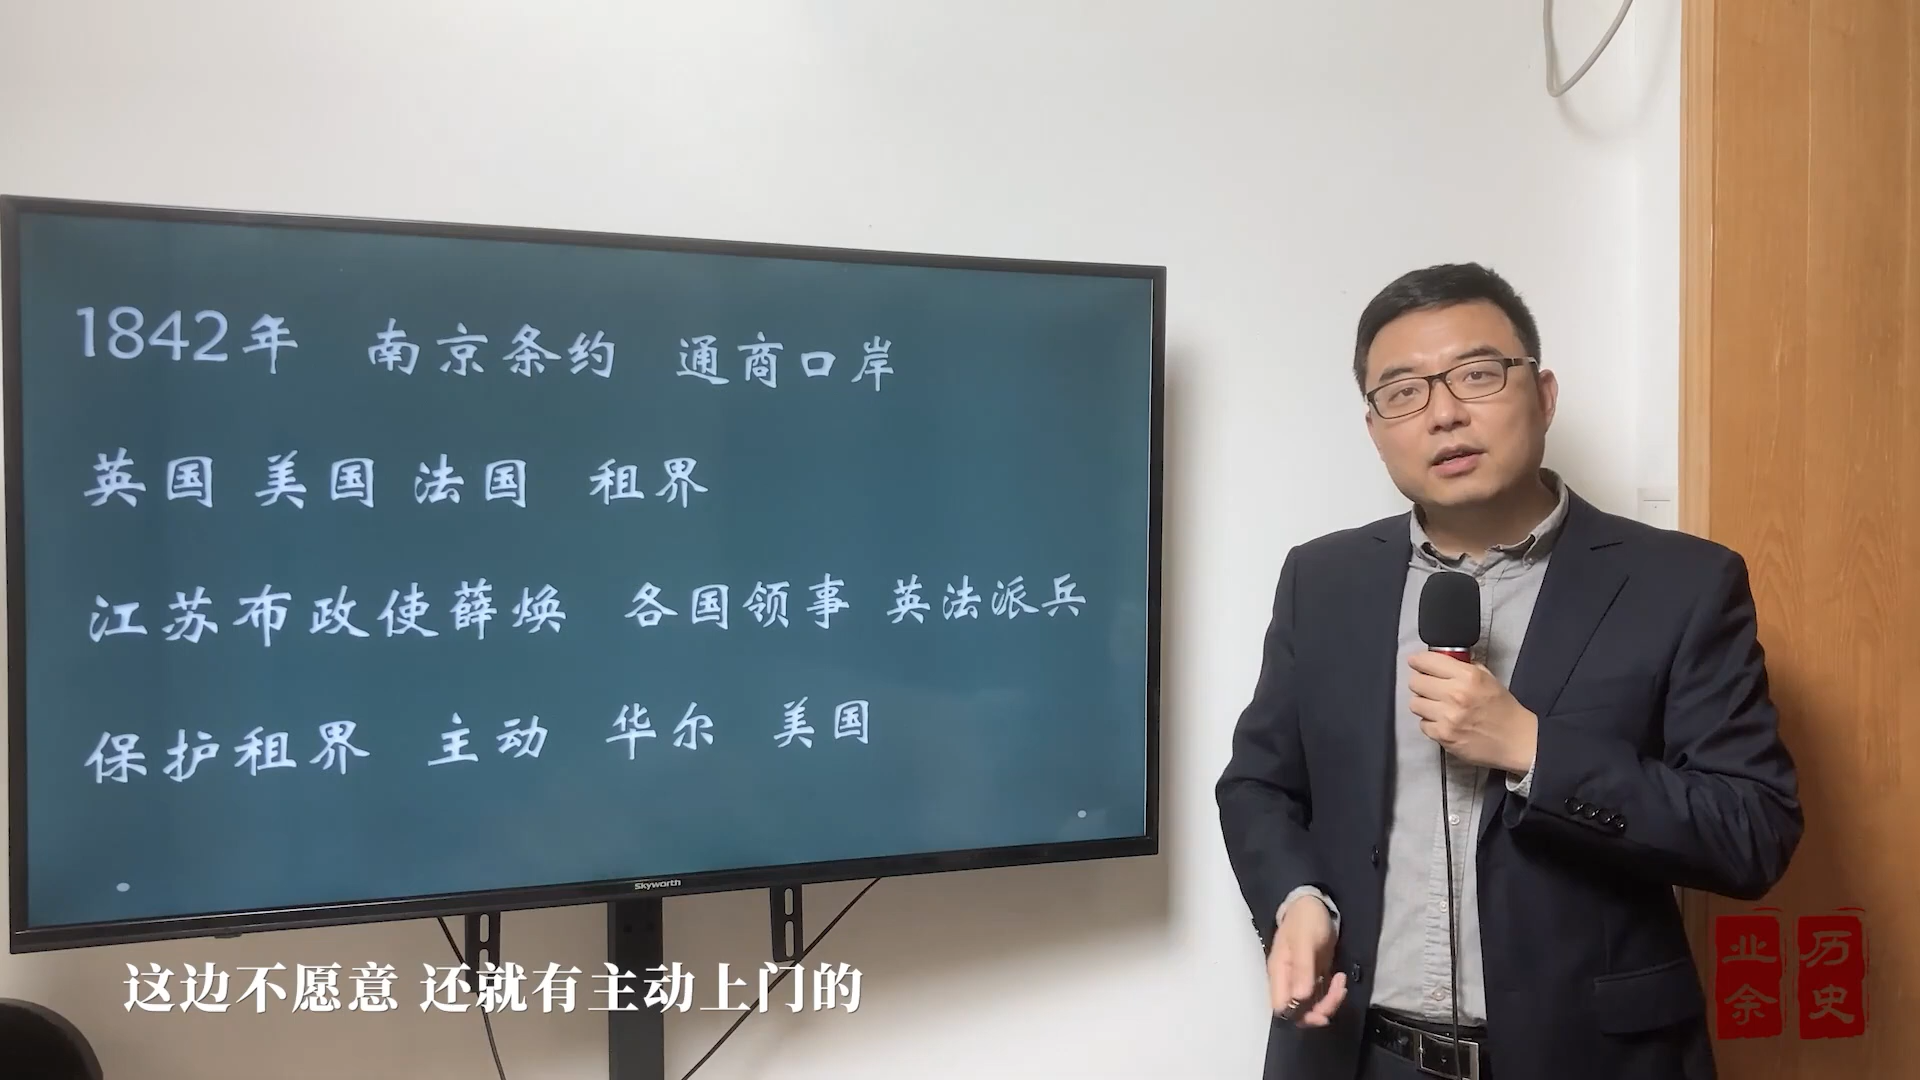 1842年 南京条约 通商口岸
英国 美国 法国 租界
江苏布政使薛焕 各国领事 英法派兵
保护租界 主动 华尔 美国
Skyworth
这边不愿意 还就有主动上门的
业余
历史